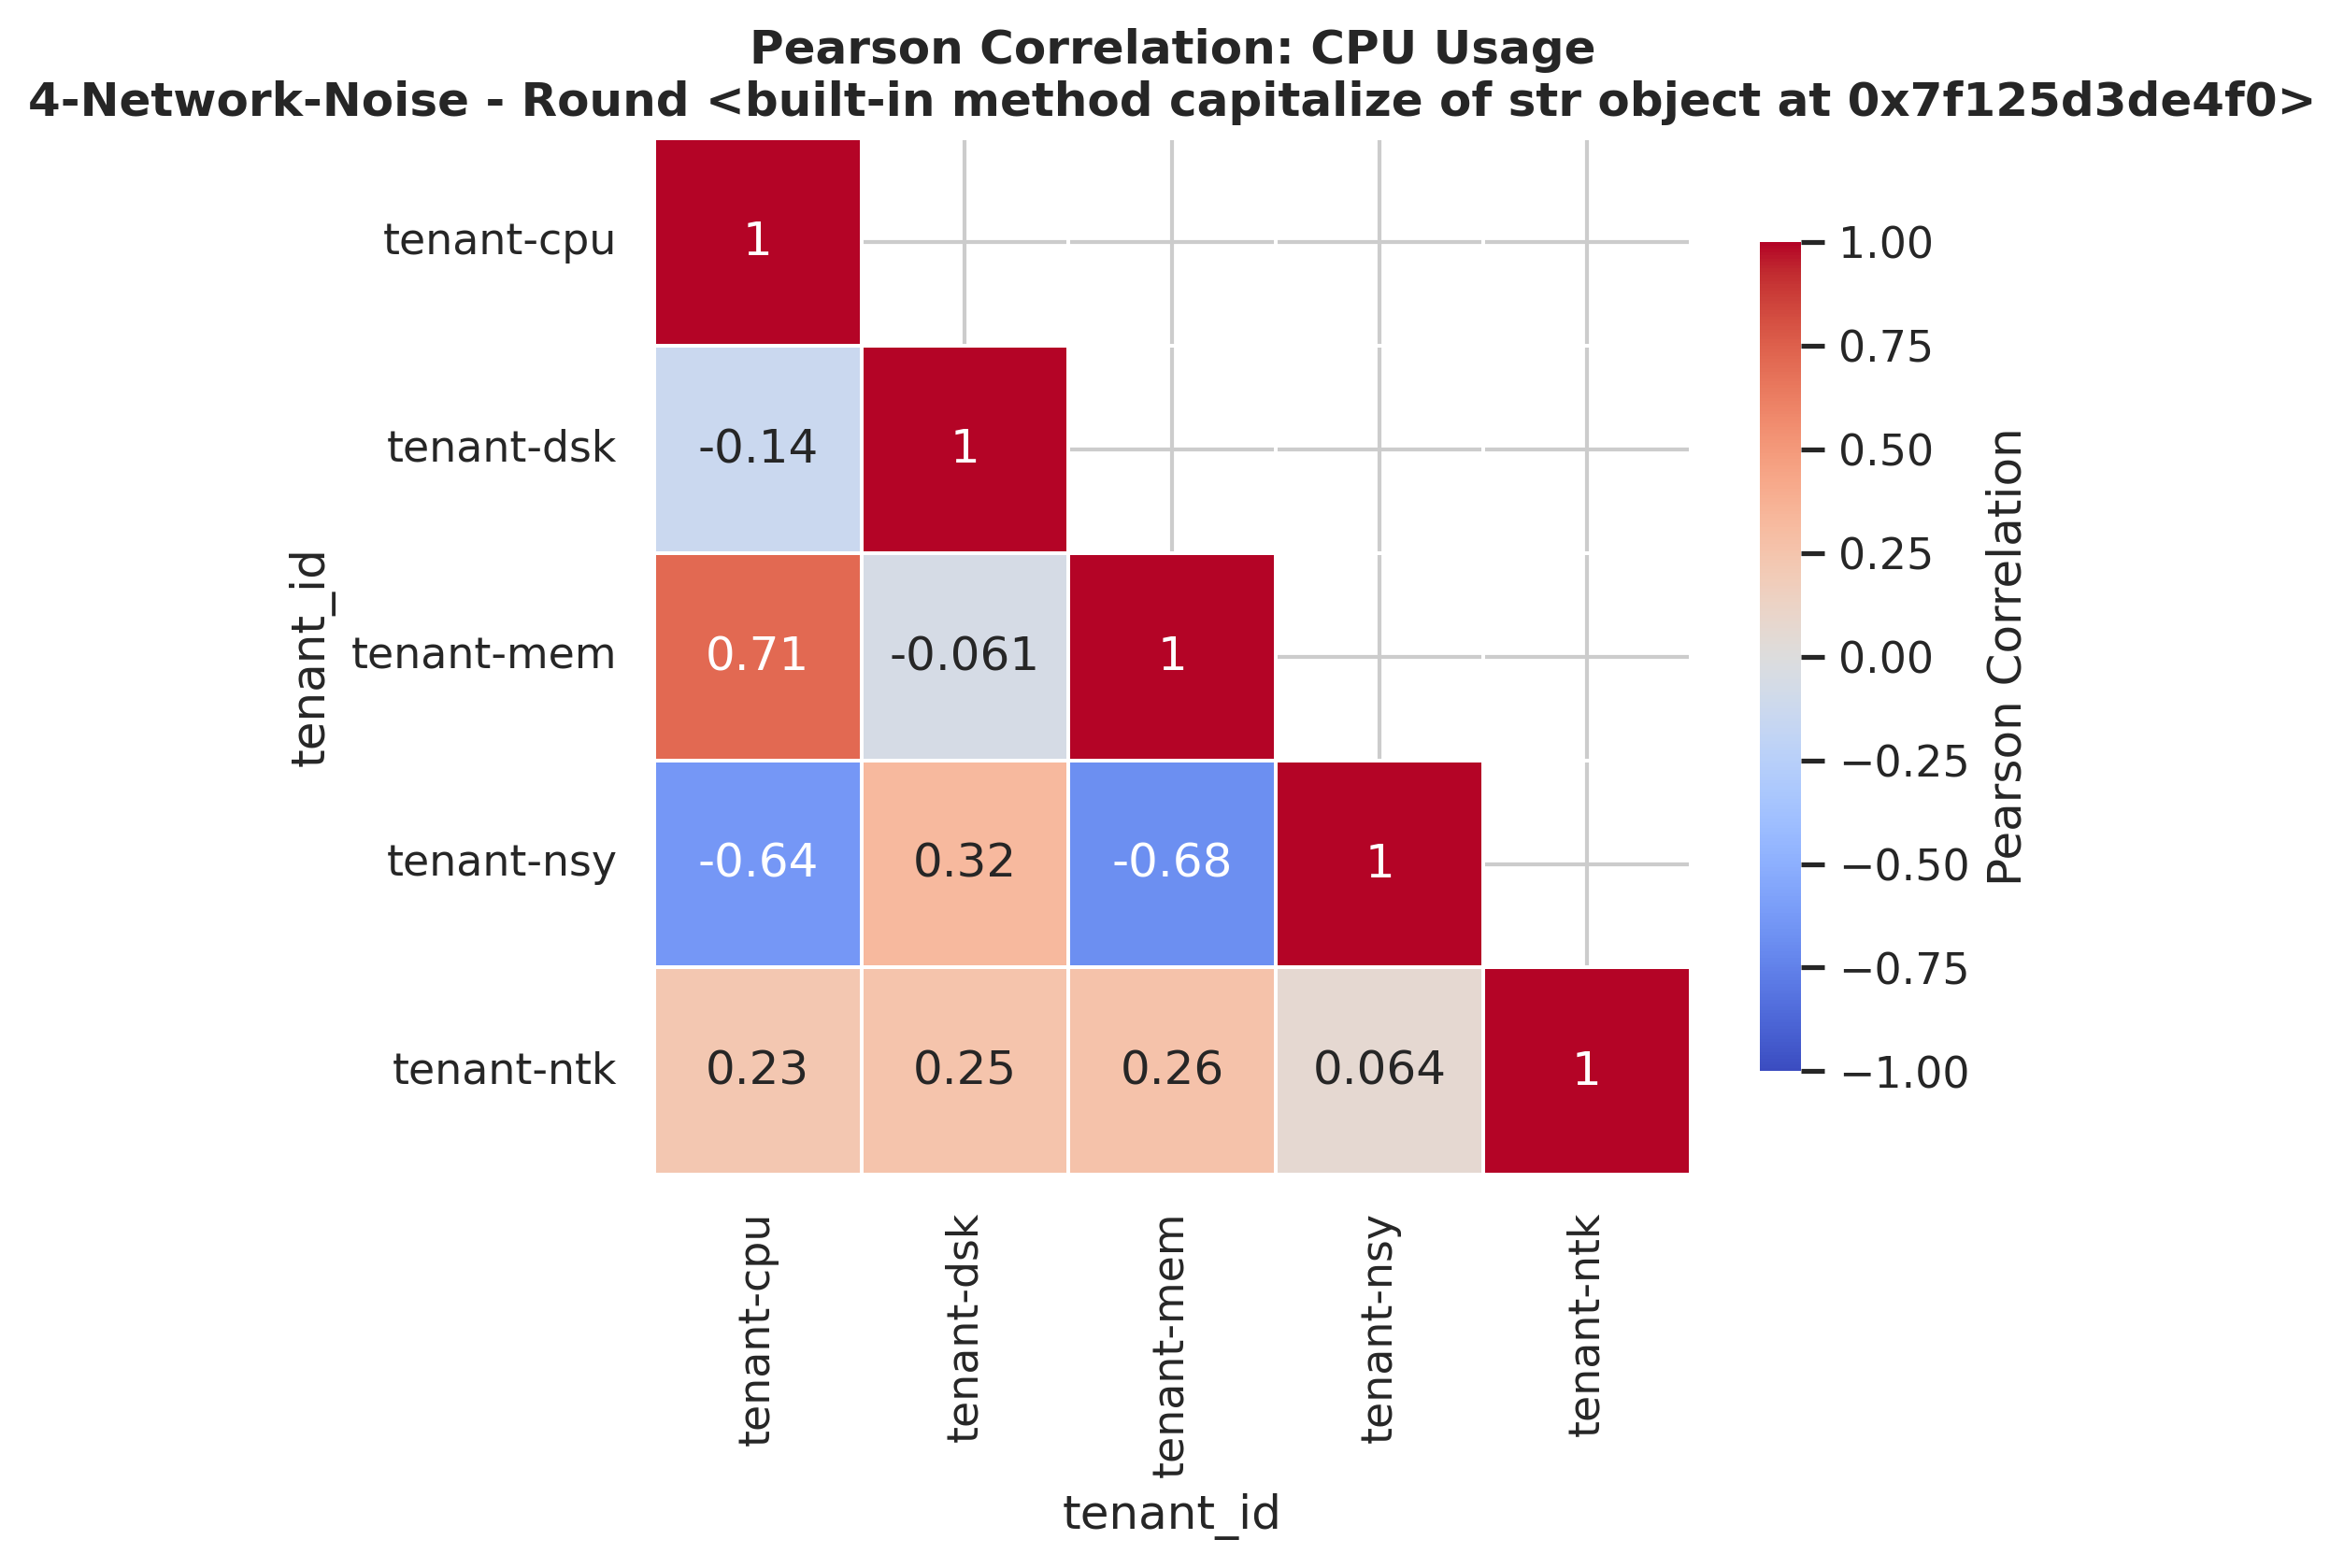 Pearson Correlation: CPU Usage
4-Network-Noise - Round <built-in method capitalize of str object at 0x7f125d3de4f0>
tenant_id
tenant-cpu
1
tenant-dsk
-0.14
1
tenant-mem
0.71
-0.061
1
tenant-nsy
-0.64
0.32
-0.68
1
tenant-ntk
0.23
0.25
0.26
0.064
1
tenant-cpu
tenant-dsk
tenant-mem
tenant-nsy
tenant-ntk
tenant_id
1.00
0.75
0.50
0.25
0.00
−0.25
−0.50
−0.75
−1.00
Pearson Correlation